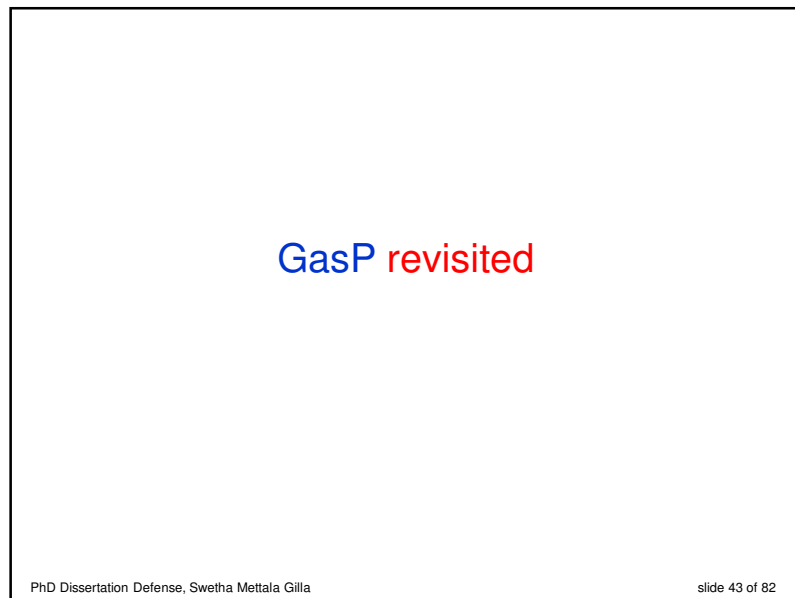 GasP revisited
PhD Dissertation Defense, Swetha Mettala Gilla
slide 43 of 82